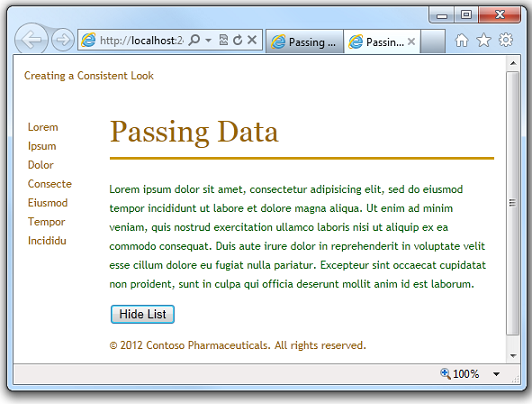 http://localhost:2
Passing ...
Passin...
Creating a Consistent Look
Lorem
Ipsum
Dolor
Consecte
Eiusmod
Tempor
Incididu
Passing Data
Lorem ipsum dolor sit amet, consectetur adipisicing elit, sed do eiusmod
tempor incididunt ut labore et dolore magna aliqua. Ut enim ad minim
veniam, quis nostrud exercitation ullamco laboris nisi ut aliquip ex ea
commodo consequat. Duis aute irure dolor in reprehenderit in voluptate velit
esse cillum dolore eu fugiat nulla pariatur. Excepteur sint occaecat cupidatat
non proident, sunt in culpa qui officia deserunt mollit anim id est laborum.
Hide List
© 2012 Contoso Pharmaceuticals. All rights reserved.
100%